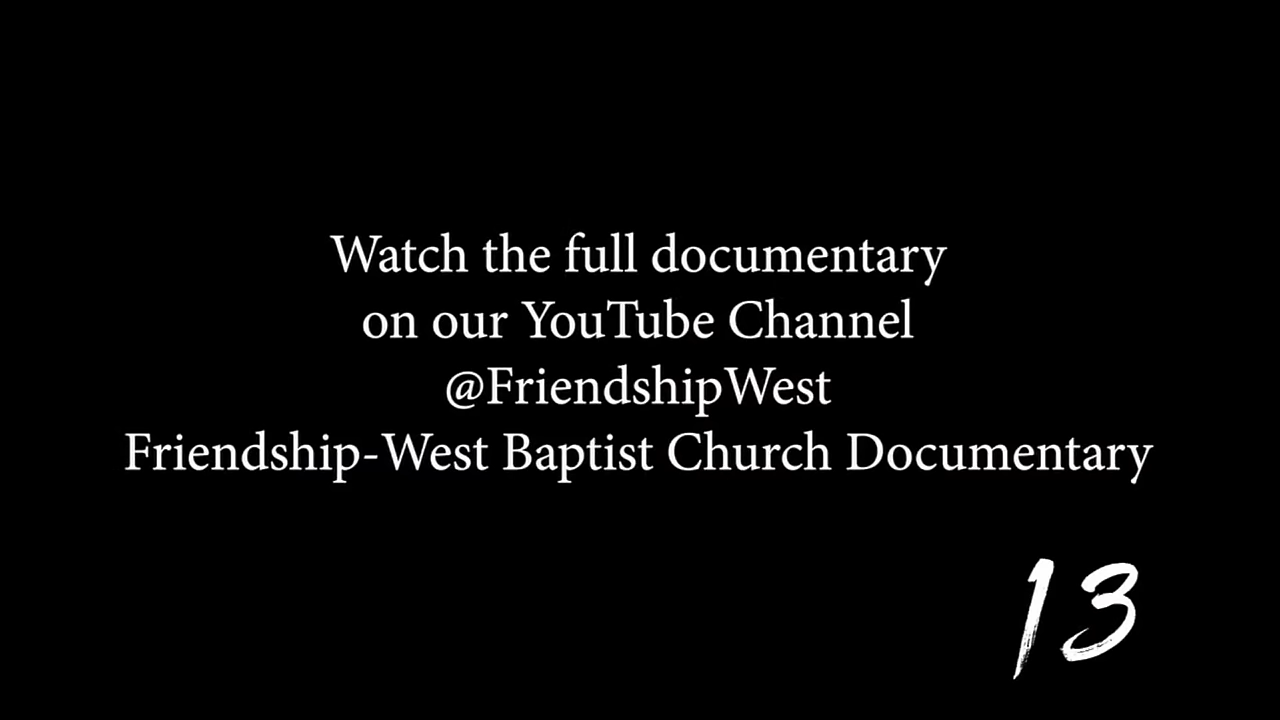 Watch the full documentary
on our YouTube Channel
@FriendshipWest
Friendship-West Baptist Church Documentary
13